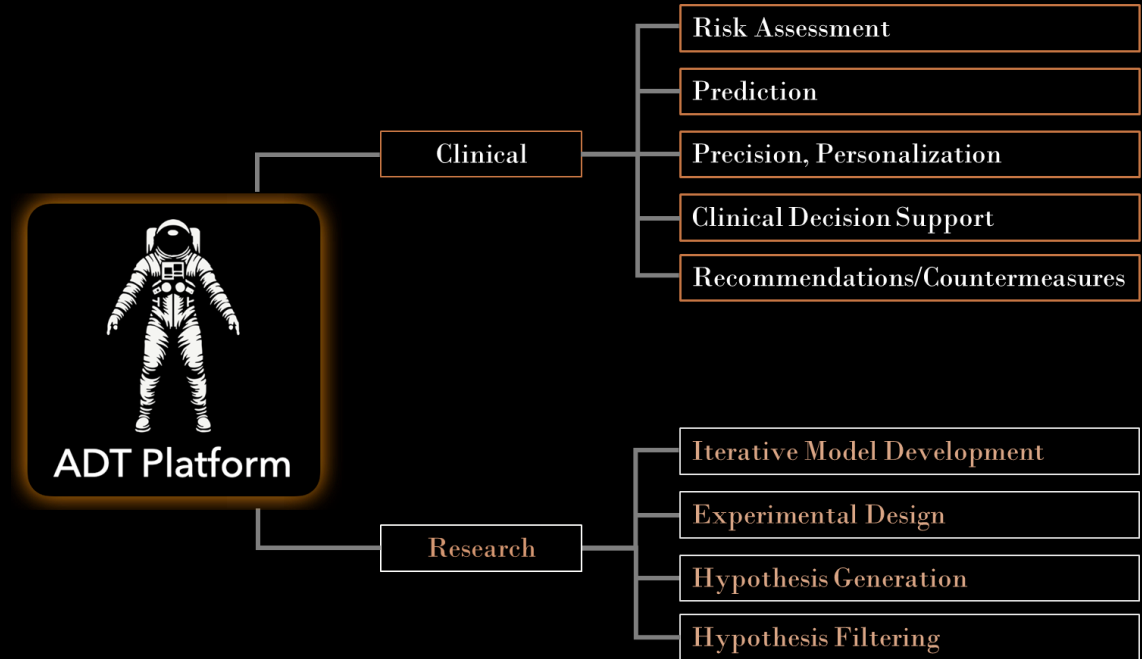 Risk Assessment
Prediction
Clinical
Precision, Personalization
Clinical Decision Support
Recommendations/Countermeasures
ADT Platform
Iterative Model Development
Experimental Design
Research
Hypothesis Generation
Hypothesis Filtering